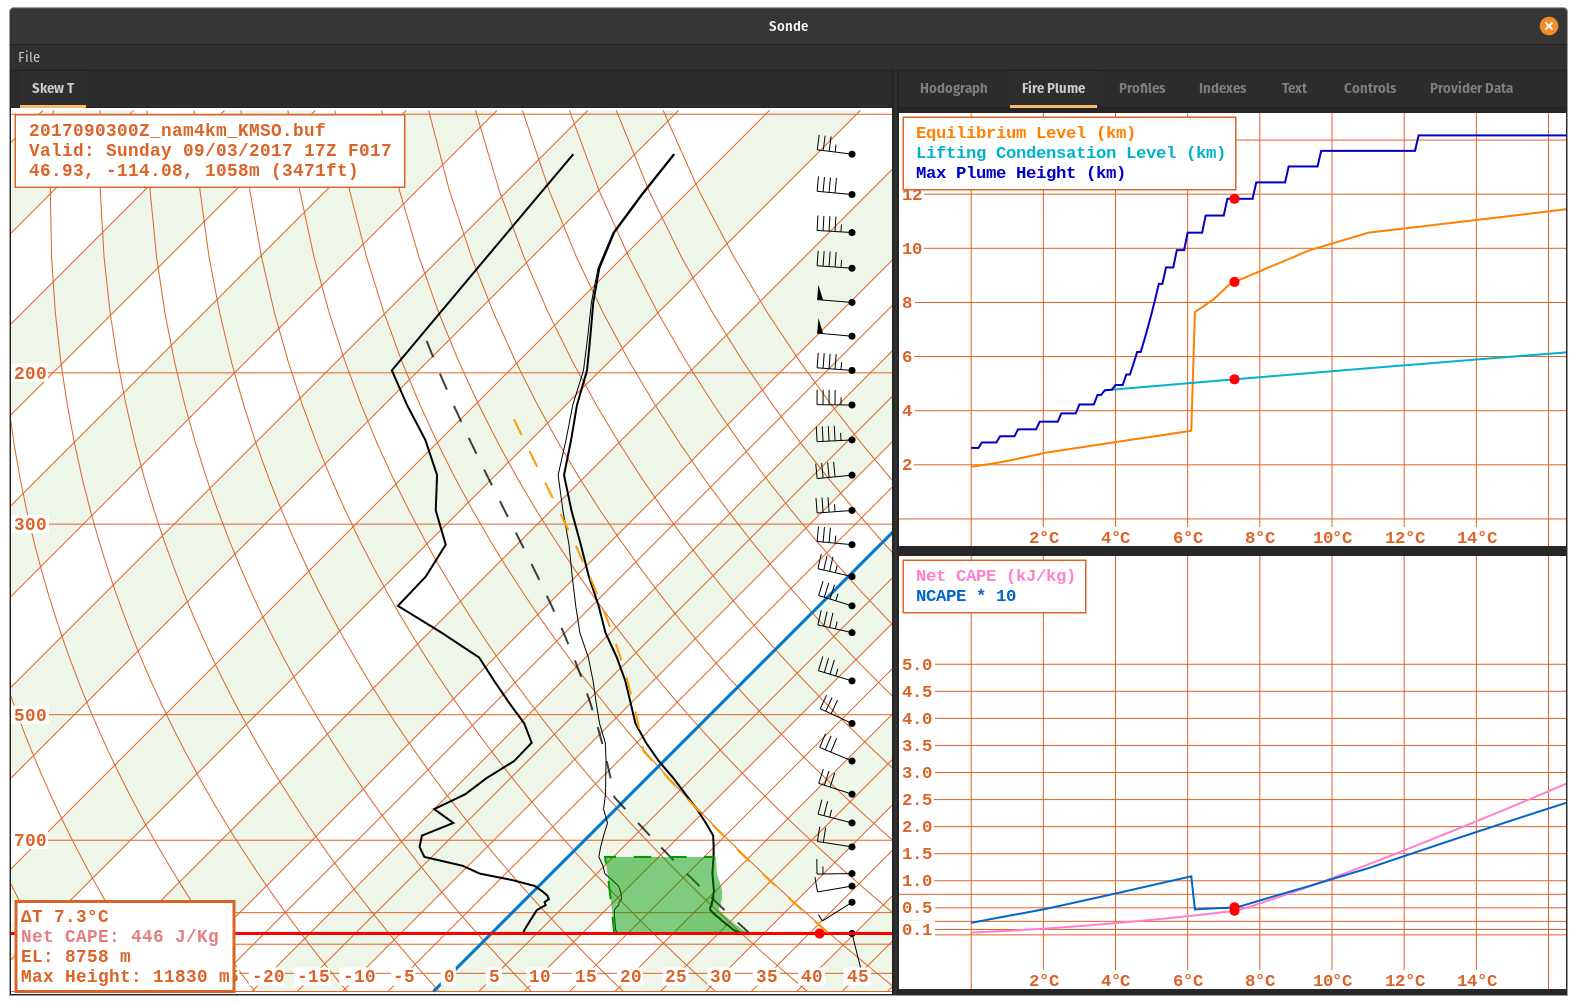 Sonde
File
Skew T
Hodograph Fire Plume Profiles Indexes Text Controls Provider Data
2017090300Z_nam4km_KMSO.buf
Valid: Sunday 09/03/2017 17Z F017
46.93, -114.08, 1058m (3471ft)
200
300
500
700
ΔT 7.3°C
Net CAPE: 446 J/Kg
EL: 8758 m
Max Height: 11830 m
-20 -15 -10 -5 0 5 10 15 20 25 30 35 40 45
Equilibrium Level (km)
Lifting Condensation Level (km)
Max Plume Height (km)
12
10
8
6
4
2
2°C 4°C 6°C 8°C 10°C 12°C 14°C
Net CAPE (kJ/kg)
NCAPE * 10
5.0
4.5
4.0
3.5
3.0
2.5
2.0
1.5
1.0
0.5
0.1
2°C 4°C 6°C 8°C 10°C 12°C 14°C